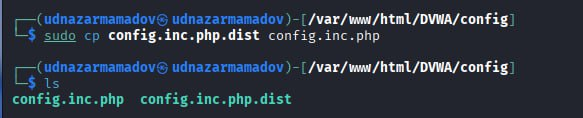 ┌──(udnazarmamadov㉿udnazarmamadov)-[/var/www/html/DVWA/config]
└─$ sudo cp config.inc.php.dist config.inc.php
┌──(udnazarmamadov㉿udnazarmamadov)-[/var/www/html/DVWA/config]
└─$ ls
config.inc.php  config.inc.php.dist